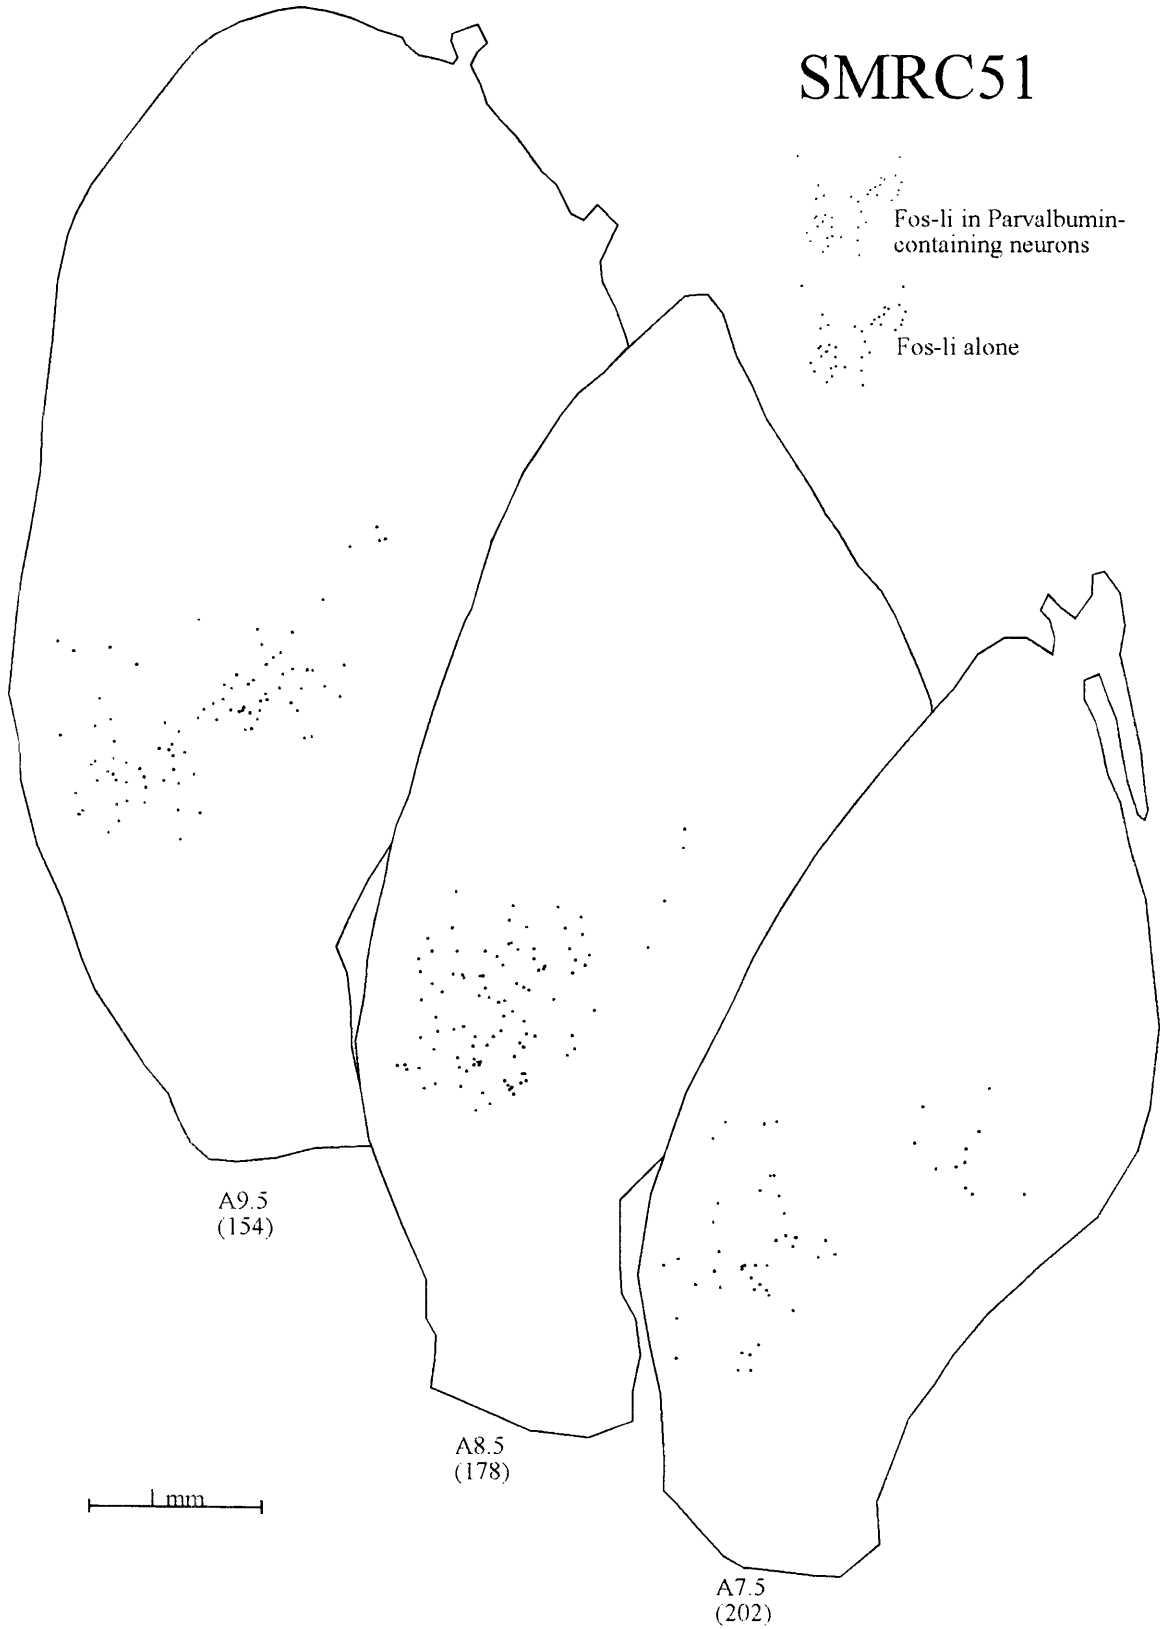 SMRC51
Fos-li in Parvalbumin-
containing neurons
Fos-li alone
A9.5
(154)
A8.5
(178)
1 mm
A7.5
(202)